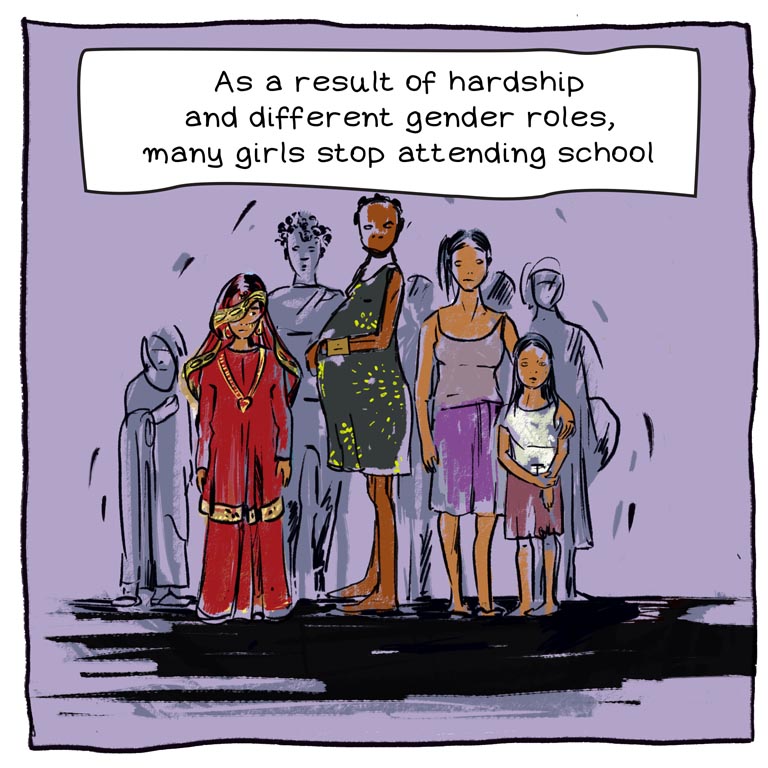 As a result of hardship
and different gender roles,
many girls stop attending school